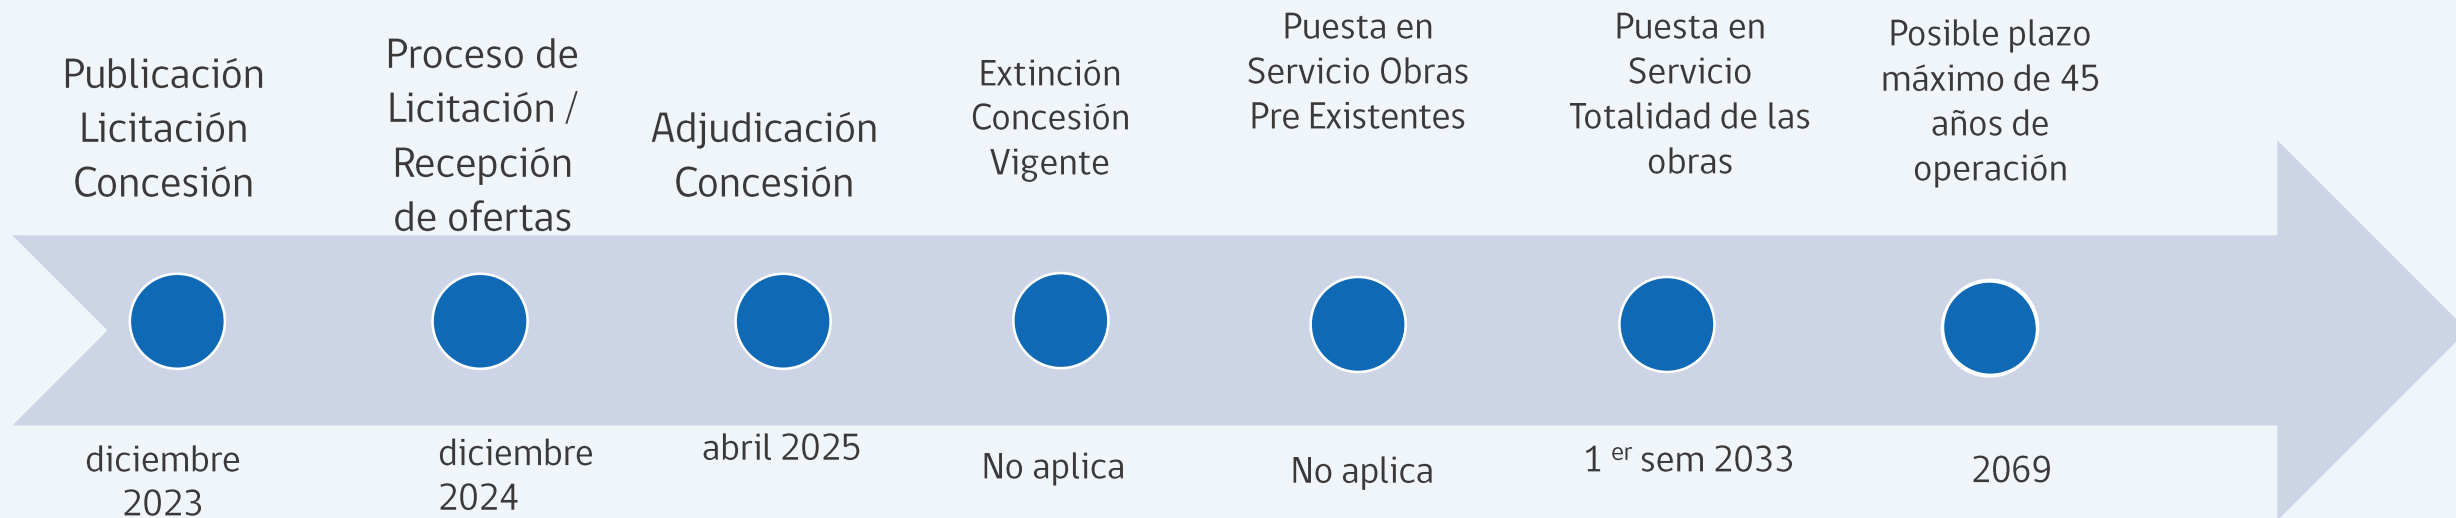 Publicación
Licitación
Concesión
Proceso de
Licitación /
Recepción
de ofertas
Adjudicación
Concesión
Extinción
Concesión
Vigente
Puesta en
Servicio Obras
Pre Existentes
Puesta en
Servicio
Totalidad de las
obras
Posible plazo
máximo de 45
años de
operación
diciembre
2023
diciembre
2024
abril 2025
No aplica
No aplica
1 er sem 2033
2069